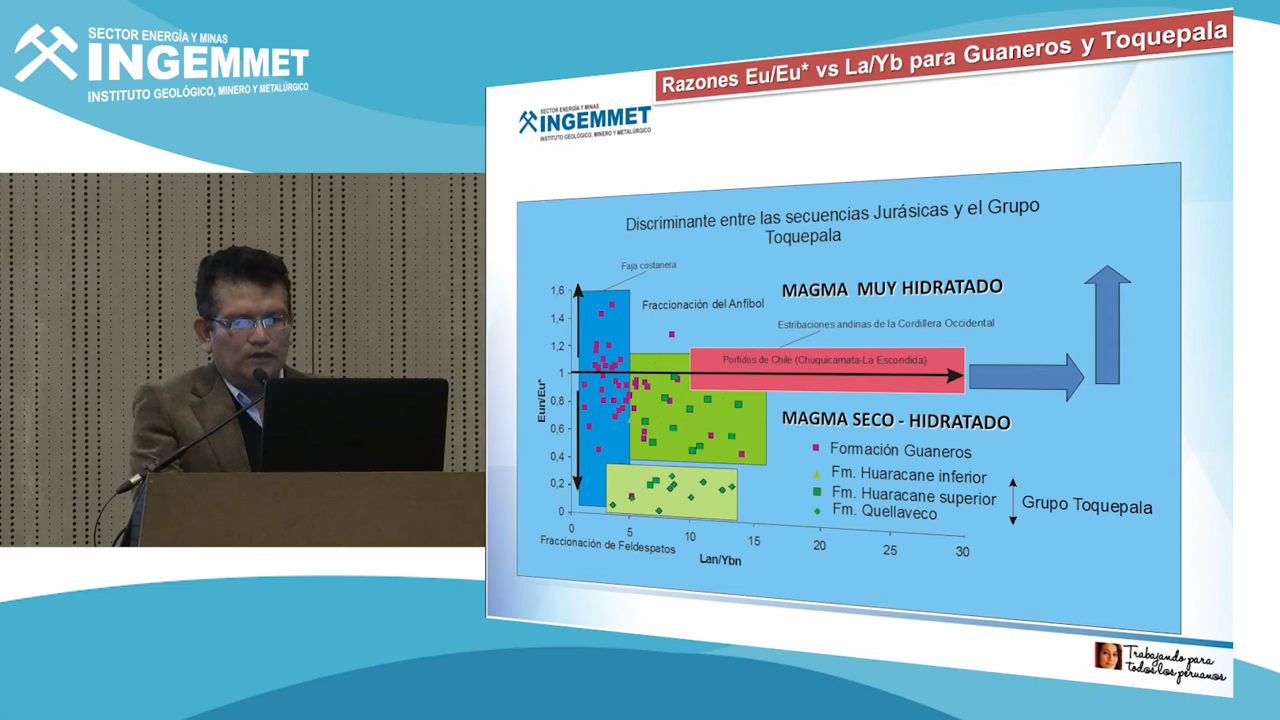 SECTOR ENERGÍA Y MINAS
INGEMMET
INSTITUTO GEOLÓGICO, MINERO Y METALÚRGICO
Razones Eu/Eu* vs La/Yb para Guaneros y Toquepala
SECTOR ENERGÍA Y MINAS
INGEMMET
INSTITUTO GEOLÓGICO, MINERO Y METALÚRGICO
Discriminante entre las secuencias Jurásicas y el Grupo
Toquepala
Faja costanera
MAGMA MUY HIDRATADO
Fraccionación del Anfíbol
Estribaciones andinas de la Cordillera Occidental
Porfidos de Chile (Chuquicamata-La Escondida)
1,6
1,4
1,2
1
0,8
0,6
0,4
0,2
0
Eun/Eu*
MAGMA SECO - HIDRATADO
Formación Guaneros
Fm. Huaracane inferior
Fm. Huaracane superior
Fm. Quellaveco
Grupo Toquepala
0 5 10 15 20 25 30
Fraccionación de Feldespatos
Lan/Ybn
Trabajando para
todos los peruanos